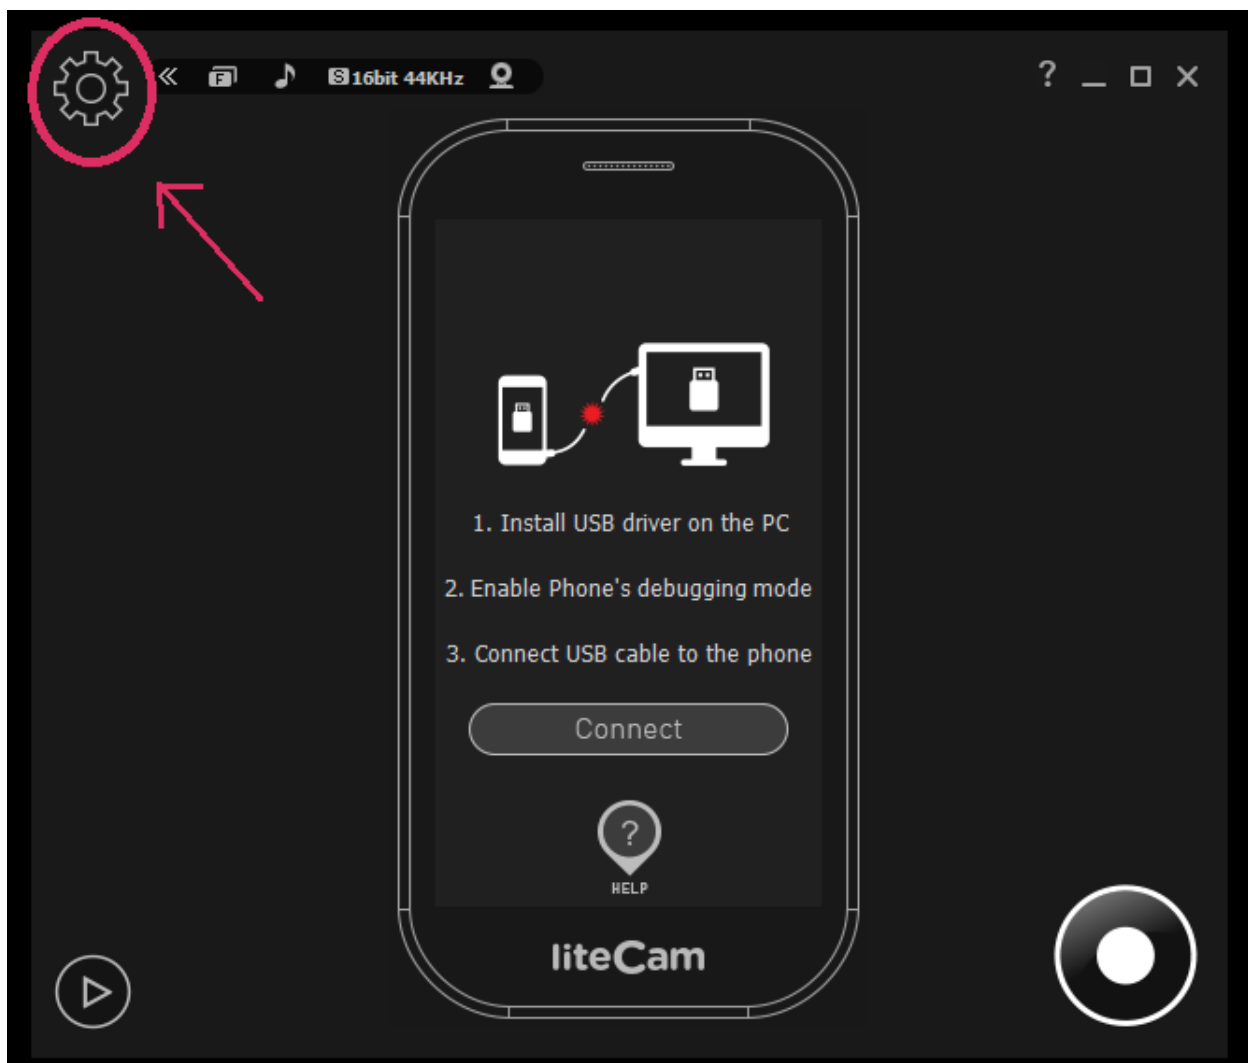 F
S 16bit 44KHz
?
1. Install USB driver on the PC
2. Enable Phone's debugging mode
3. Connect USB cable to the phone
Connect
?
HELP
liteCam